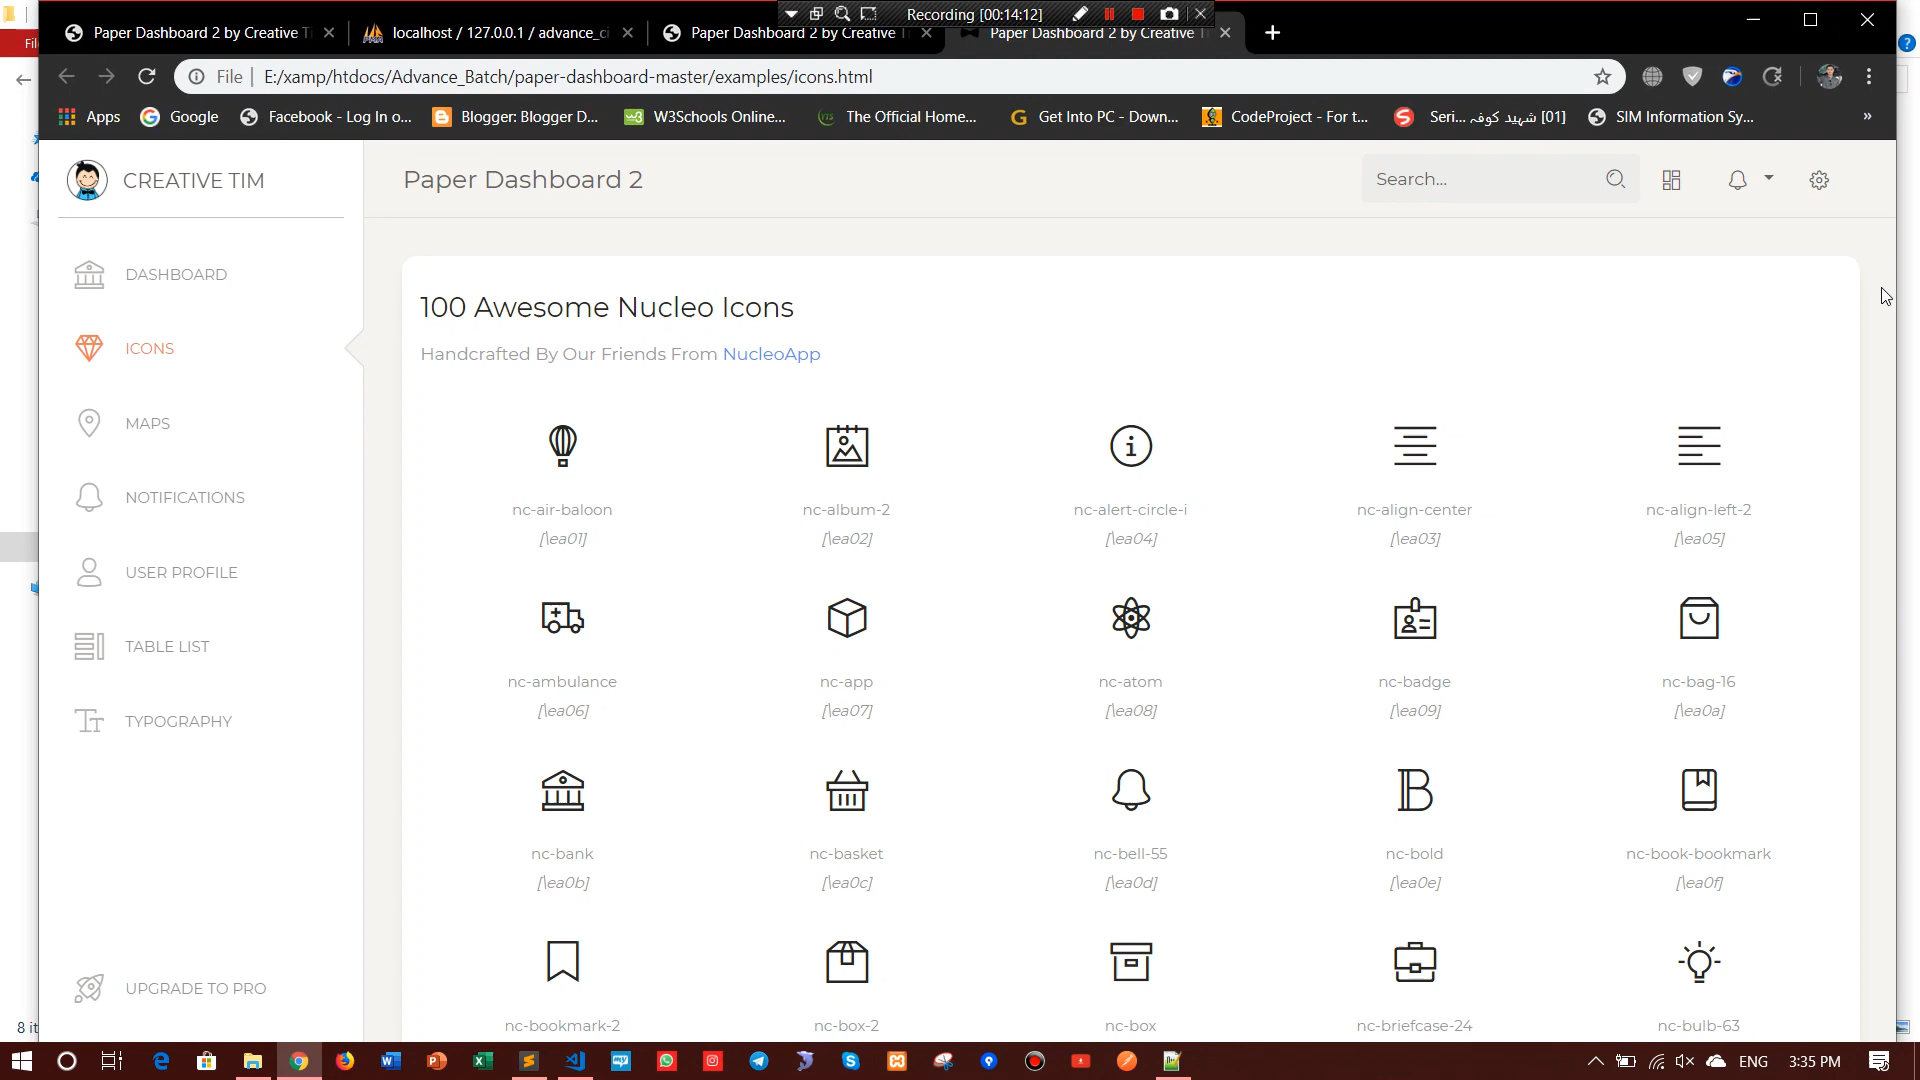 Recording [00:14:12]
Paper Dashboard 2 by Creative Ti
localhost / 127.0.0.1 / advance_ci
Paper Dashboard 2 by Creative
Paper Dashboard 2 by Creative
File
E:/xamp/htdocs/Advance_Batch/paper-dashboard-master/examples/icons.html
Apps
Google
Facebook - Log In o...
Blogger: Blogger D...
W3Schools Online...
The Official Home...
Get Into PC - Down...
CodeProject - For t...
Seri... شهید کوفہ [01]
SIM Information Sy...
CREATIVE TIM
Paper Dashboard 2
Search...
DASHBOARD
ICONS
MAPS
NOTIFICATIONS
USER PROFILE
TABLE LIST
TYPOGRAPHY
UPGRADE TO PRO
100 Awesome Nucleo Icons
Handcrafted By Our Friends From NucleoApp
nc-air-baloon
[\ea01]
nc-album-2
[\ea02]
nc-alert-circle-i
[\ea04]
nc-align-center
[\ea03]
nc-align-left-2
[\ea05]
nc-ambulance
[\ea06]
nc-app
[\ea07]
nc-atom
[\ea08]
nc-badge
[\ea09]
nc-bag-16
[\ea0a]
nc-bank
[\ea0b]
nc-basket
[\ea0c]
nc-bell-55
[\ea0d]
nc-bold
[\ea0e]
nc-book-bookmark
[\ea0f]
nc-bookmark-2
nc-box-2
nc-box
nc-briefcase-24
nc-bulb-63
8 it
ENG
3:35 PM